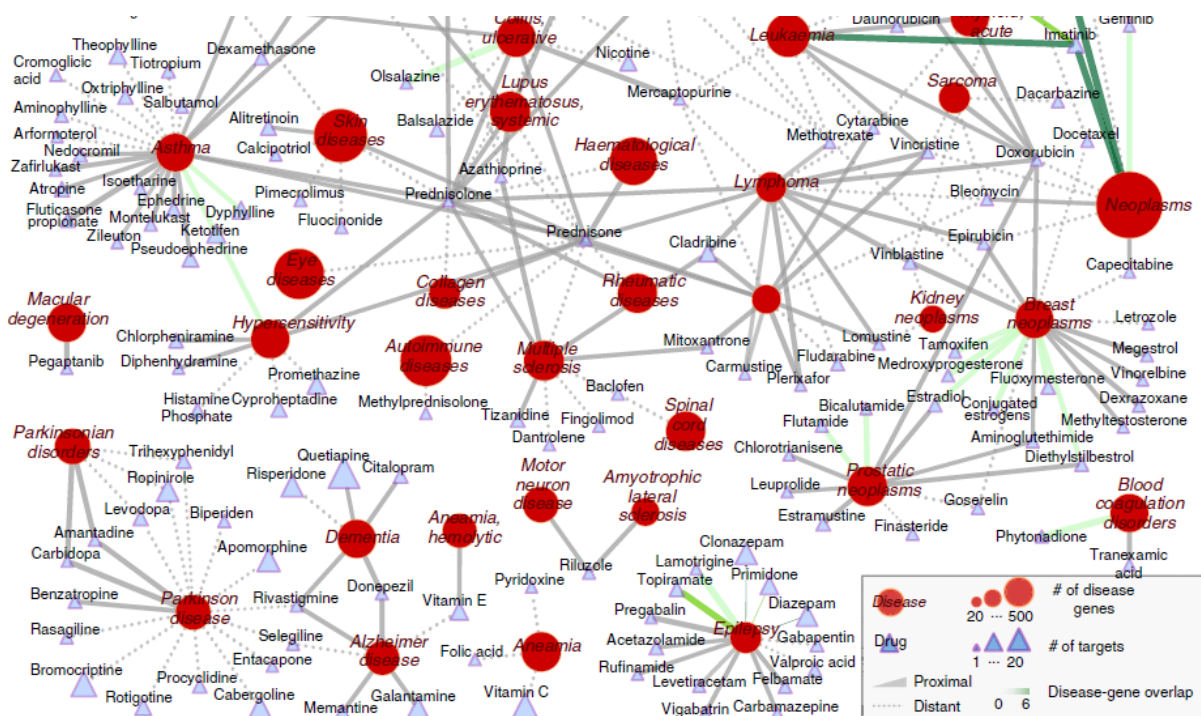 Colitis,
ulcerative
Leukaemia
Daunorubicin
acute
Gefitinib
Imatinib
Theophylline
Dexamethasone
Cromoglicic
acid
Tiotropium
Oxtriphylline
Olsalazine
Nicotine
Mercaptopurine
Sarcoma
Dacarbazine
Aminophylline
Salbutamol
Alitretinoin
Balsalazide
Lupus
erythematosus,
systemic
Cytarabine
Methotrexate
Docetaxel
Arformoterol
Nedocromil
Asthma
Calcipotriol
Skin
diseases
Haematological
diseases
Vincristine
Doxorubicin
Zafirlukast
Isoetharine
Azathioprine
Atropine
Ephedrine
Pimecrolimus
Prednisolone
Lymphoma
Bleomycin
Neoplasms
Fluticasone
propionate
Montelukast
Dyphylline
Fluocinonide
Zileuton
Ketotifen
Pseudoephedrine
Prednisone
Cladribine
Epirubicin
Vinblastine
Capecitabine
Eye
diseases
Collagen
diseases
Rheumatic
diseases
Macular
degeneration
Hypersensitivity
Kidney
neoplasms
Breast
neoplasms
Letrozole
Chlorpheniramine
Diphenhydramine
Pegaptanib
Autoimmune
diseases
Multiple
sclerosis
Mitoxantrone
Lomustine
Tamoxifen
Megestrol
Promethazine
Carmustine
Fludarabine
Medroxyprogesterone
Vinorelbine
Plerixafor
Fluoxymesterone
Methylprednisolone
Baclofen
Estradiol
Dexrazoxane
Histamine
Phosphate
Cyproheptadine
Tizanidine
Fingolimod
Spinal
cord diseases
Bicalutamide
Conjugated
estrogens
Methyltestosterone
Flutamide
Parkinsonian
disorders
Trihexyphenidyl
Dantrolene
Chlorotrianisene
Aminoglutethimide
Quetiapine
Diethylstilbestrol
Risperidone
Citalopram
Ropinirole
Motor
neuron
disease
Amyotrophic
lateral
sclerosis
Prostatic
neoplasms
Leuprolide
Goserelin
Blood
coagulation
disorders
Levodopa
Biperiden
Estramustine
Finasteride
Amantadine
Dementia
Aneamia,
hemolytic
Phytonadione
Carbidopa
Apomorphine
Clonazepam
Lamotrigine
Tranexamic
acid
Riluzole
Topiramate
Primidone
Donepezil
Pyridoxine
Benzatropine
Parkinson
disease
Rivastigmine
Vitamin E
Pregabalin
Diazepam
Rasagiline
Selegiline
Alzheimer
disease
Folic acid
Aneamia
Acetazolamide
Epilepsy
Gabapentin
Entacapone
Rufinamide
Valproic acid
Bromocriptine
Procyclidine
Levetiracetam
Felbamate
Rotigotine
Cabergoline
Galantamine
Vitamin C
Memantine
Vigabatrin
Carbamazepine
Disease
20 ... 500
# of disease
genes
Drug
1 ... 20
# of targets
Proximal
Distant
0 6
Disease-gene overlap